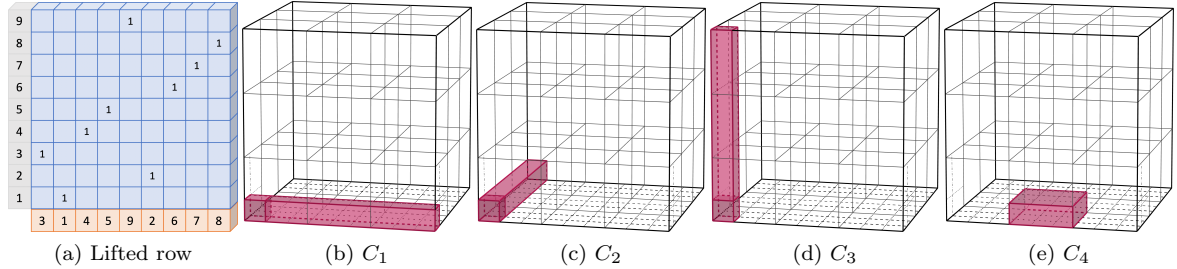 9 1
8 1
7 1
6 1
5 1
4 1
3 1
2 1
1 1
3 1 4 5 9 2 6 7 8
(a) Lifted row
(b) C₁
(c) C₂
(d) C₃
(e) C₄